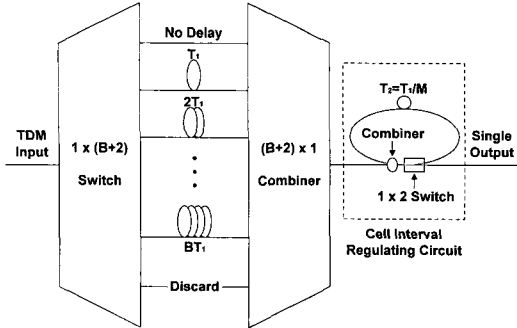 No Delay
T₁
2T₁
BT₁
Discard
TDM
Input
1 x (B+2)
Switch
(B+2) x 1
Combiner
T₂=T₁/M
Combiner
1 x 2 Switch
Single
Output
Cell Interval
Regulating Circuit